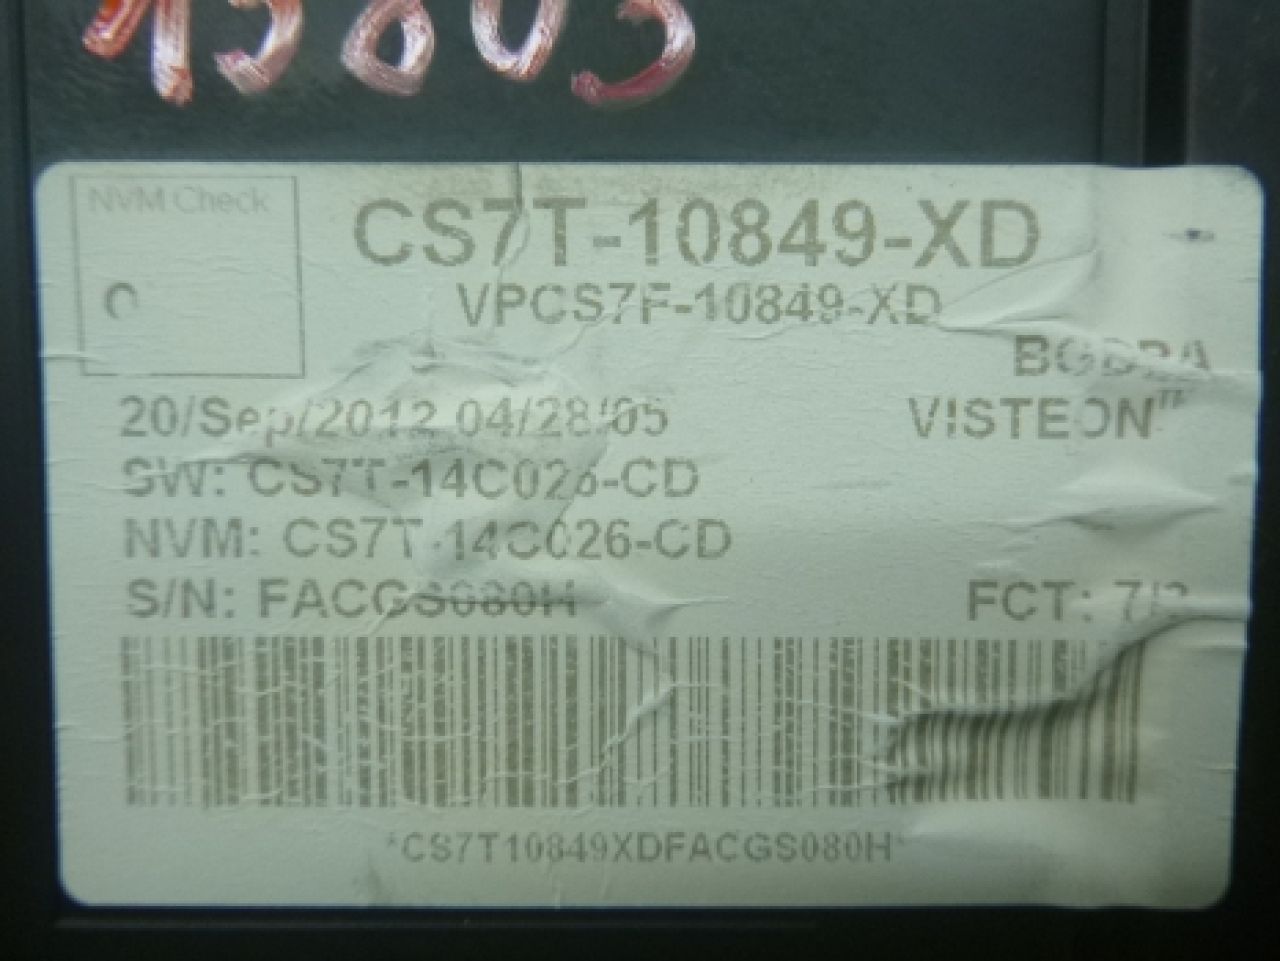 NVM Check
CS7T-10849-XD
VPCS7F-10849-XD
20/Sep/2012 04/28/05
VISTEON
SW: CS7T-14C026-CD
NVM: CS7T-14C026-CD
S/N: FACGS080H
FCT:
*CS7T10849XDFACGS080H*